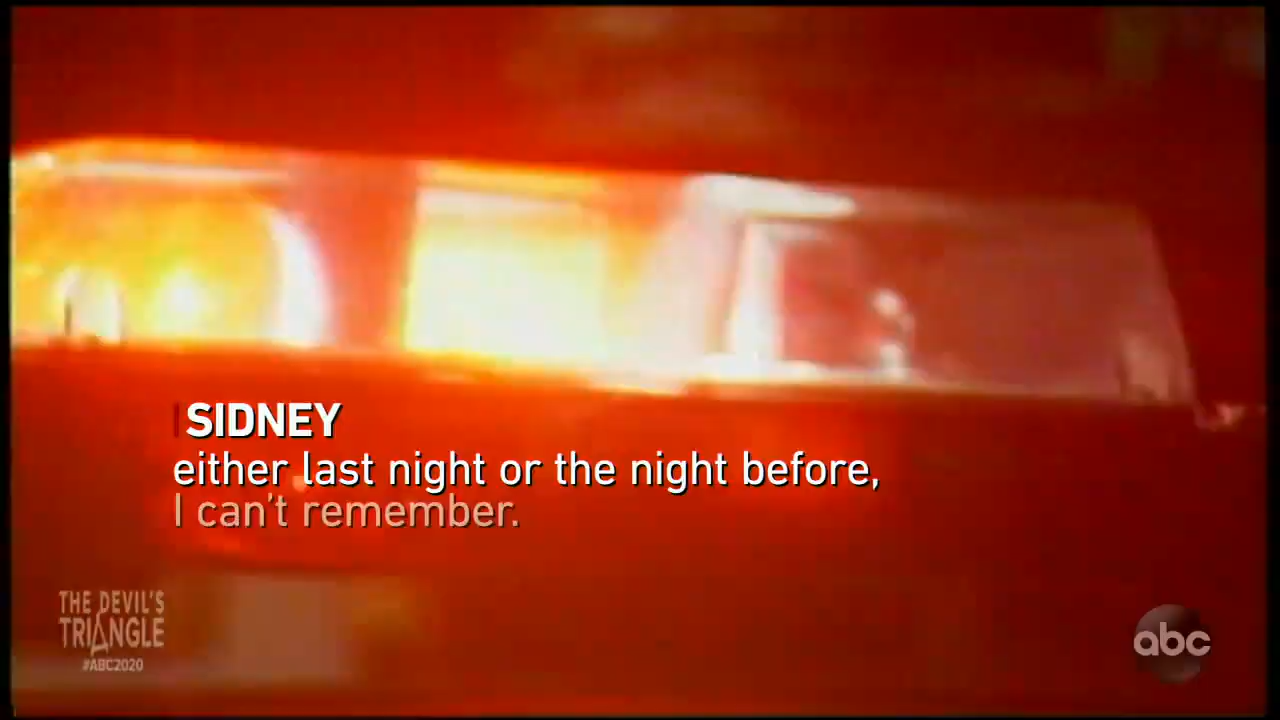 SIDNEY
either last night or the night before,
I can't remember.
THE DEVIL'S
TRIANGLE
#ABC2020
abc